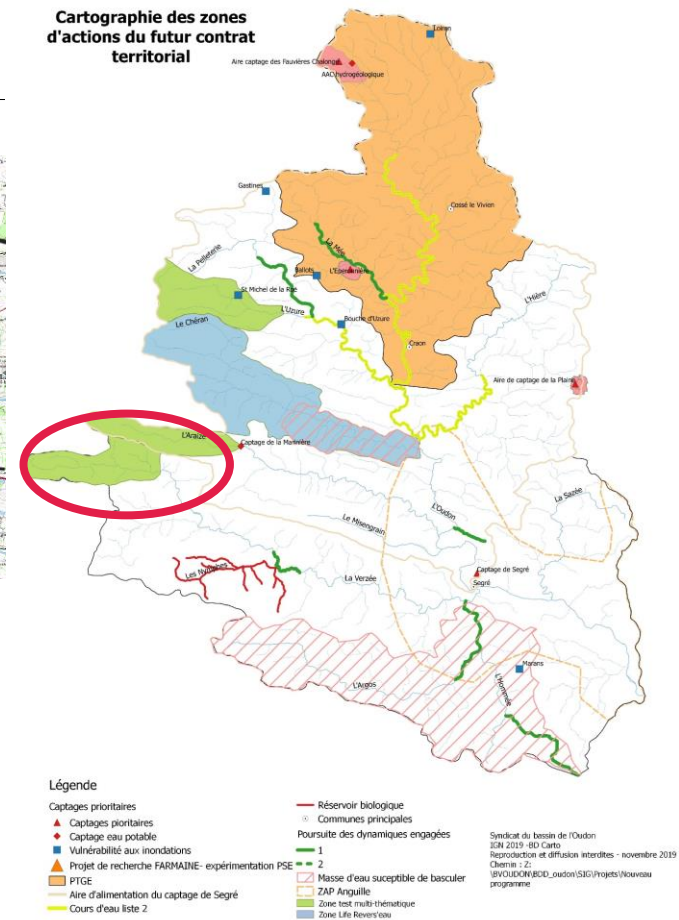 Cartographie des zones
d'actions du futur contrat
territorial
Loiron
Aire captage des Fauvières Chalonge
AAC hydrogéologique
Gastines
Cossé le Vivien
La Pelleterie
La Mée
Ballots
L'Hière
St Michel de la Roë
L'Uzure
Bouche d'Uzure
Le Chéran
Craon
Aire de captage de la Plaine
L'Araize
Captage de la Marinière
La Sazée
L'Oudon
Le Misengrain
Les Nymphes
La Verzée
Captage de Segré
Segré
Marans
L'Argos
L'Hommée
Légende
Captages prioritaires
Captages pioritaires
Captage eau potable
Vulnérabilité aux inondations
Projet de recherche FARMAINE- expérimentation PSE
PTGE
Aire d'alimentation du captage de Segré
Cours d'eau liste 2
Réservoir biologique
Communes principales
Poursuite des dynamiques engagées
1
2
Masse d'eau suceptible de basculer
ZAP Anguille
Zone test multi-thématique
Zone Life Revers'eau
Syndicat du bassin de l'Oudon
IGN 2019 -BD Carto
Reproduction et diffusion interdites - novembre 2019
Chemin : Z:
\BVOUDON\BDD_oudon\SIG\Projets\Nouveau
programme